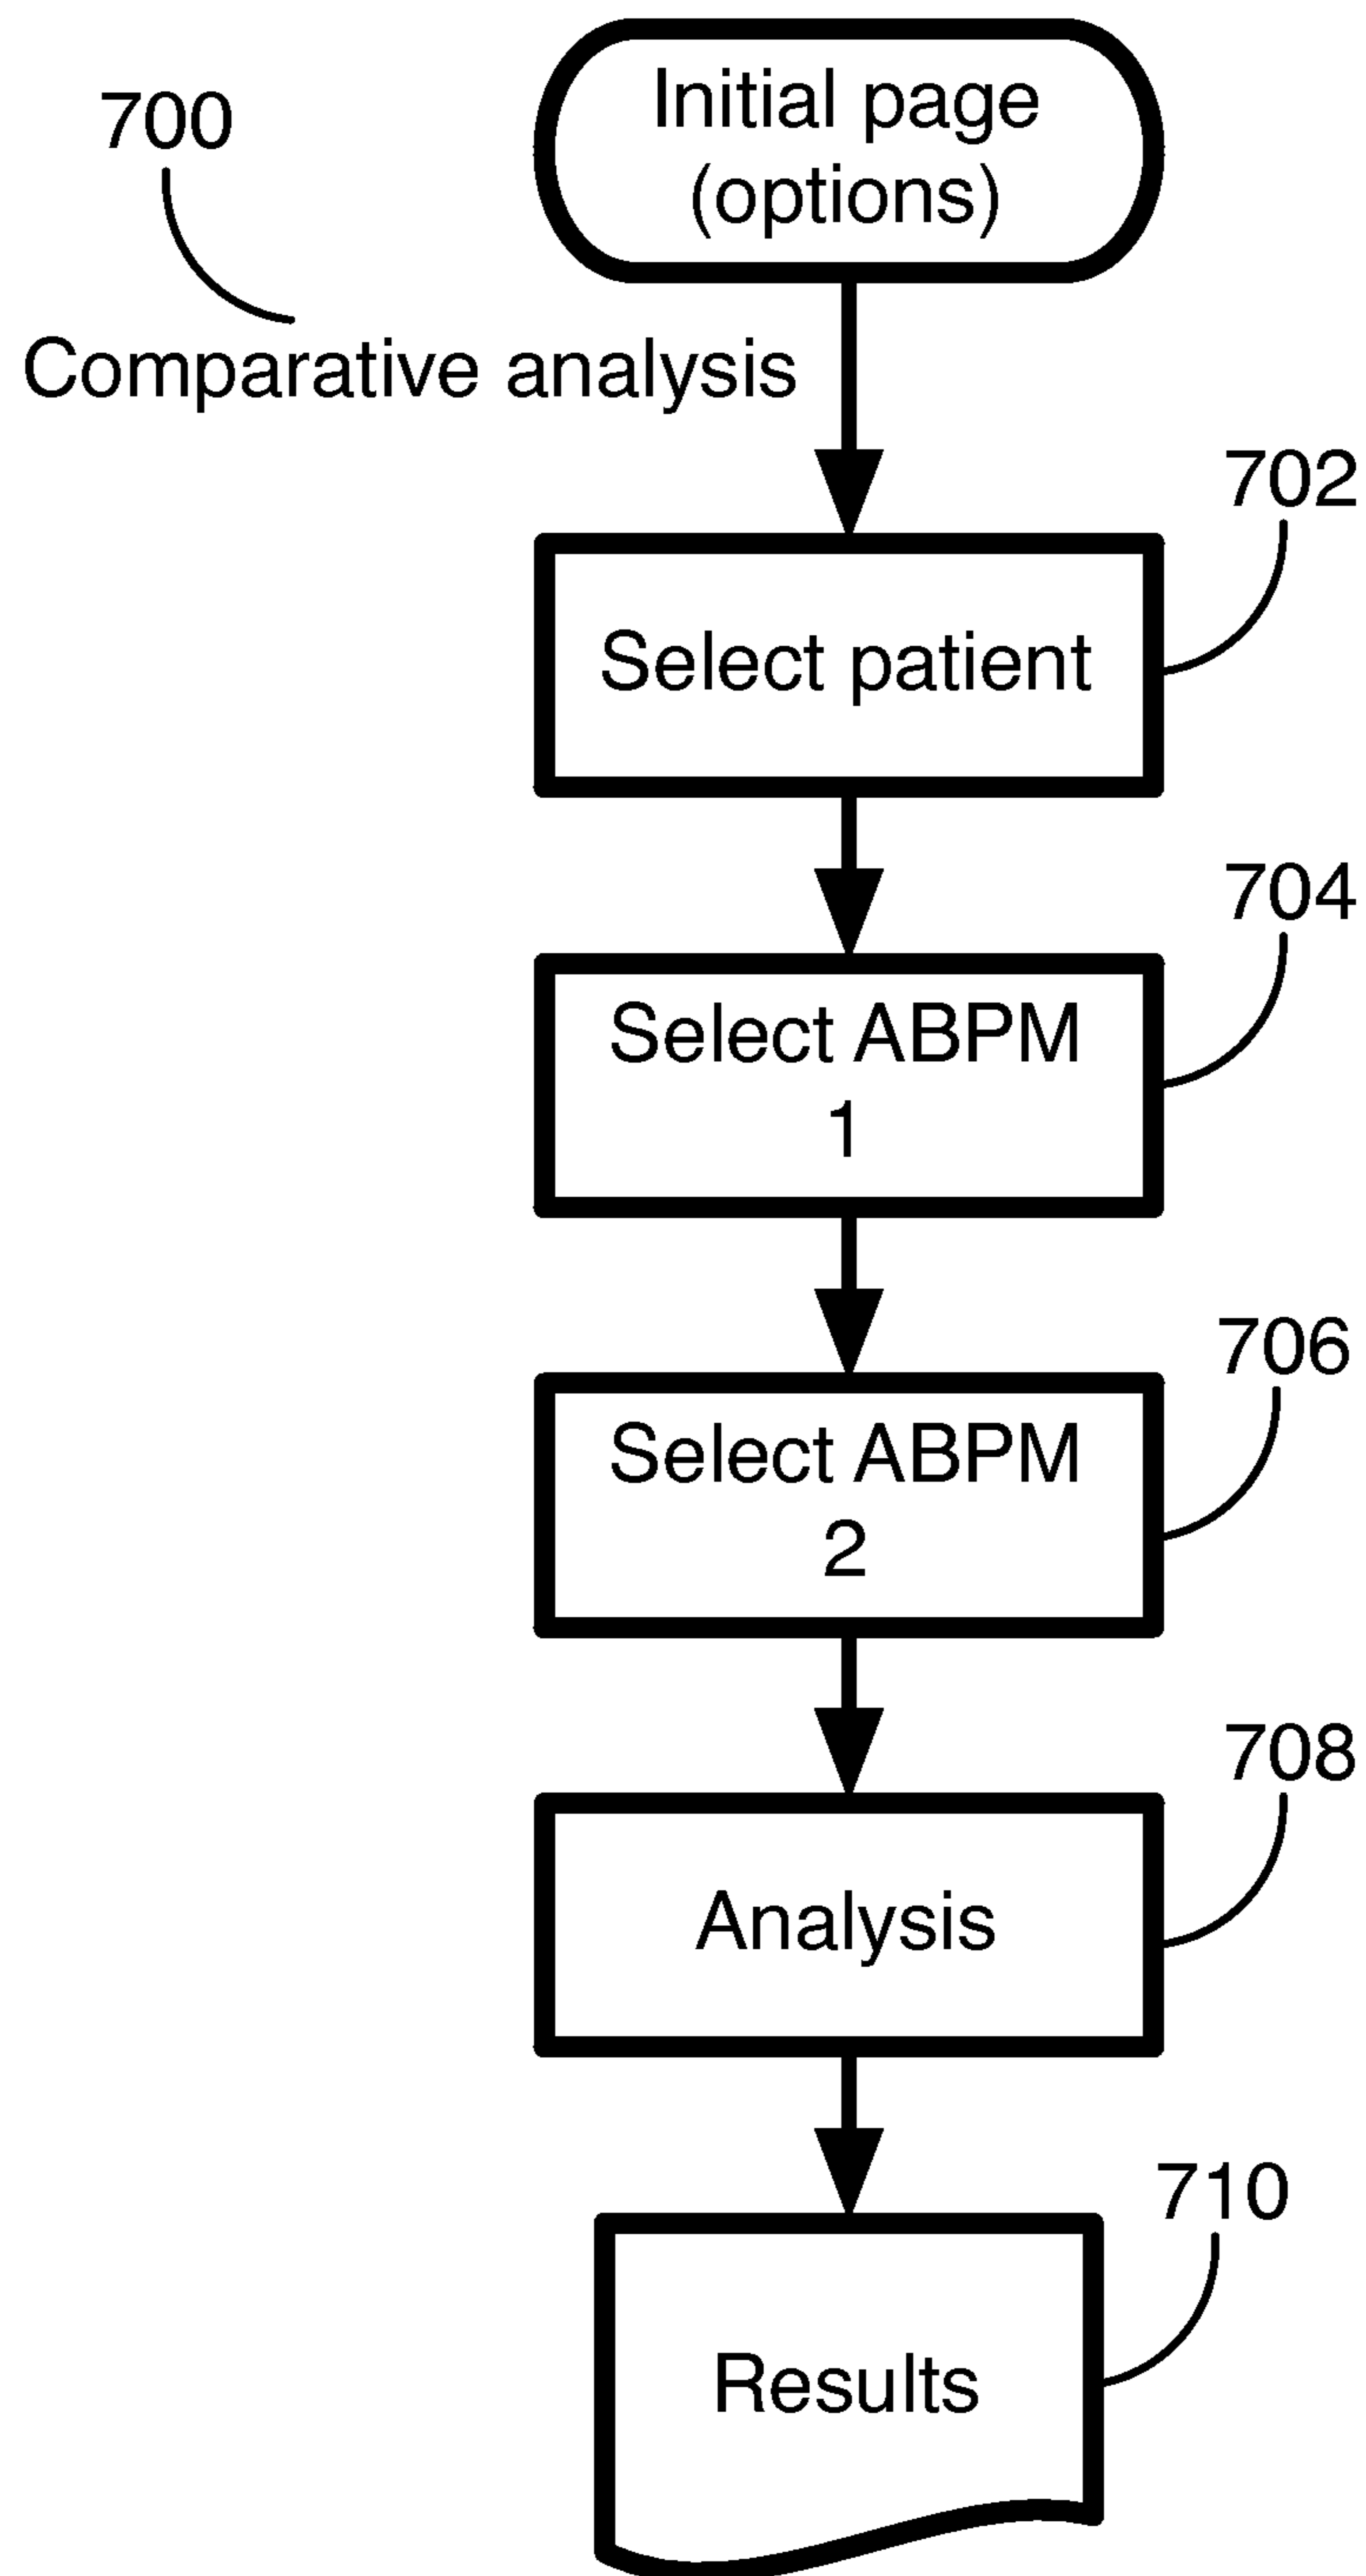 Initial page
(options)
700
Comparative analysis
702
Select patient
704
Select ABPM
1
706
Select ABPM
2
708
Analysis
710
Results